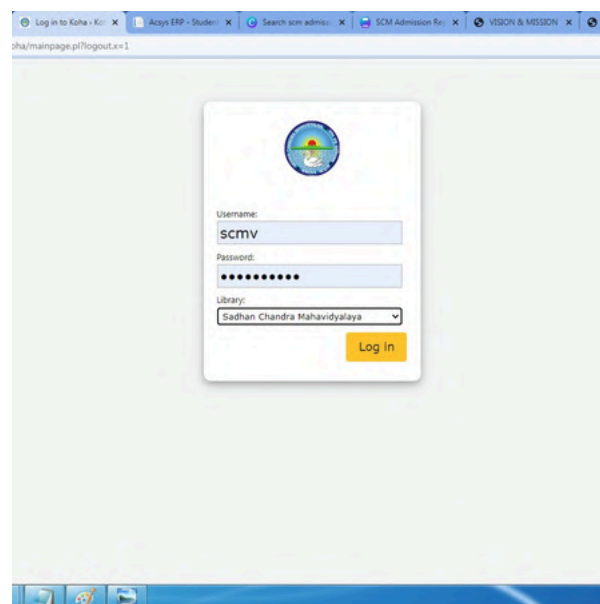 Log in to Koha › Ko
Acsys ERP - Student
Search scm admissi
SCM Admission Re
VISION & MISSION
oha/mainpage.pl?logout.x=1
Username:
scmv
Password:
Library:
Sadhan Chandra Mahavidyalaya
Log in